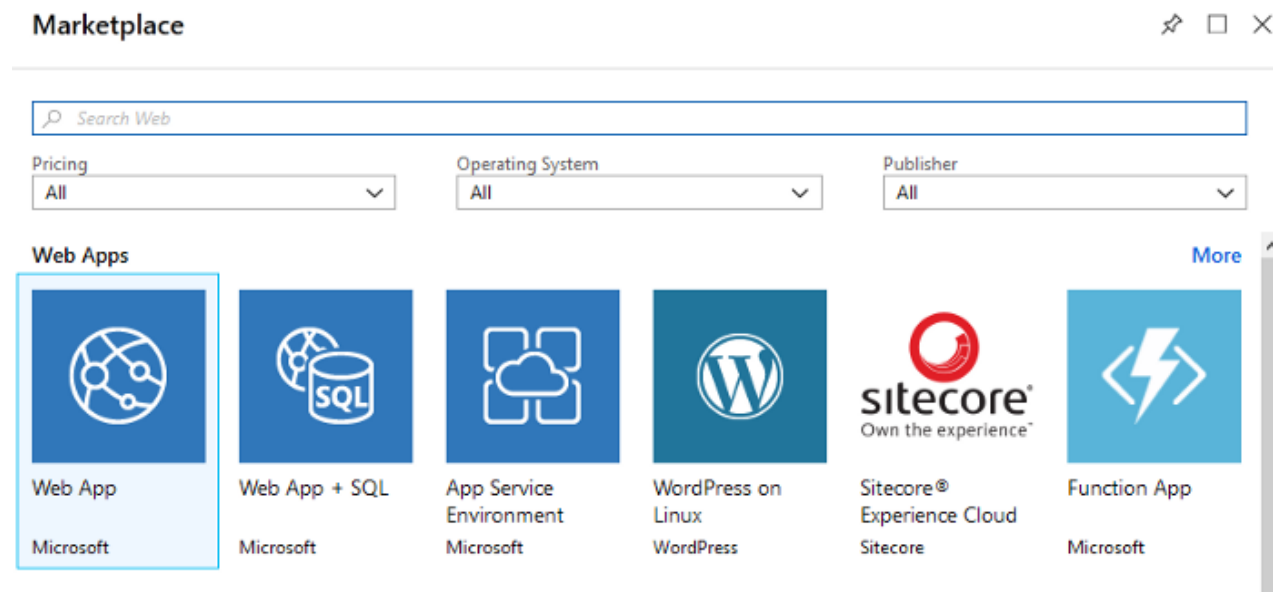 Marketplace
Search Web
Pricing
Operating System
Publisher
All
All
All
Web Apps
More
SQL
W
sitecore®
Own the experience™
Web App
Web App + SQL
App Service
Environment
WordPress on
Linux
Sitecore®
Experience Cloud
Function App
Microsoft
Microsoft
Microsoft
WordPress
Sitecore
Microsoft